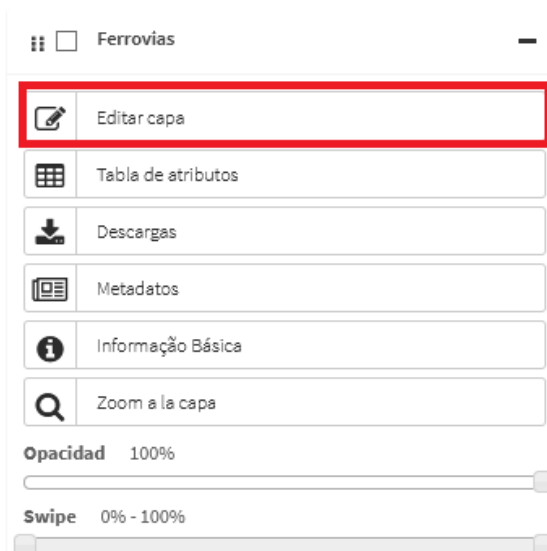 Ferrovias
Editar capa
Tabla de atributos
Descargas
Metadatos
Informação Básica
Zoom a la capa
Opacidad 100%
Swipe 0% - 100%